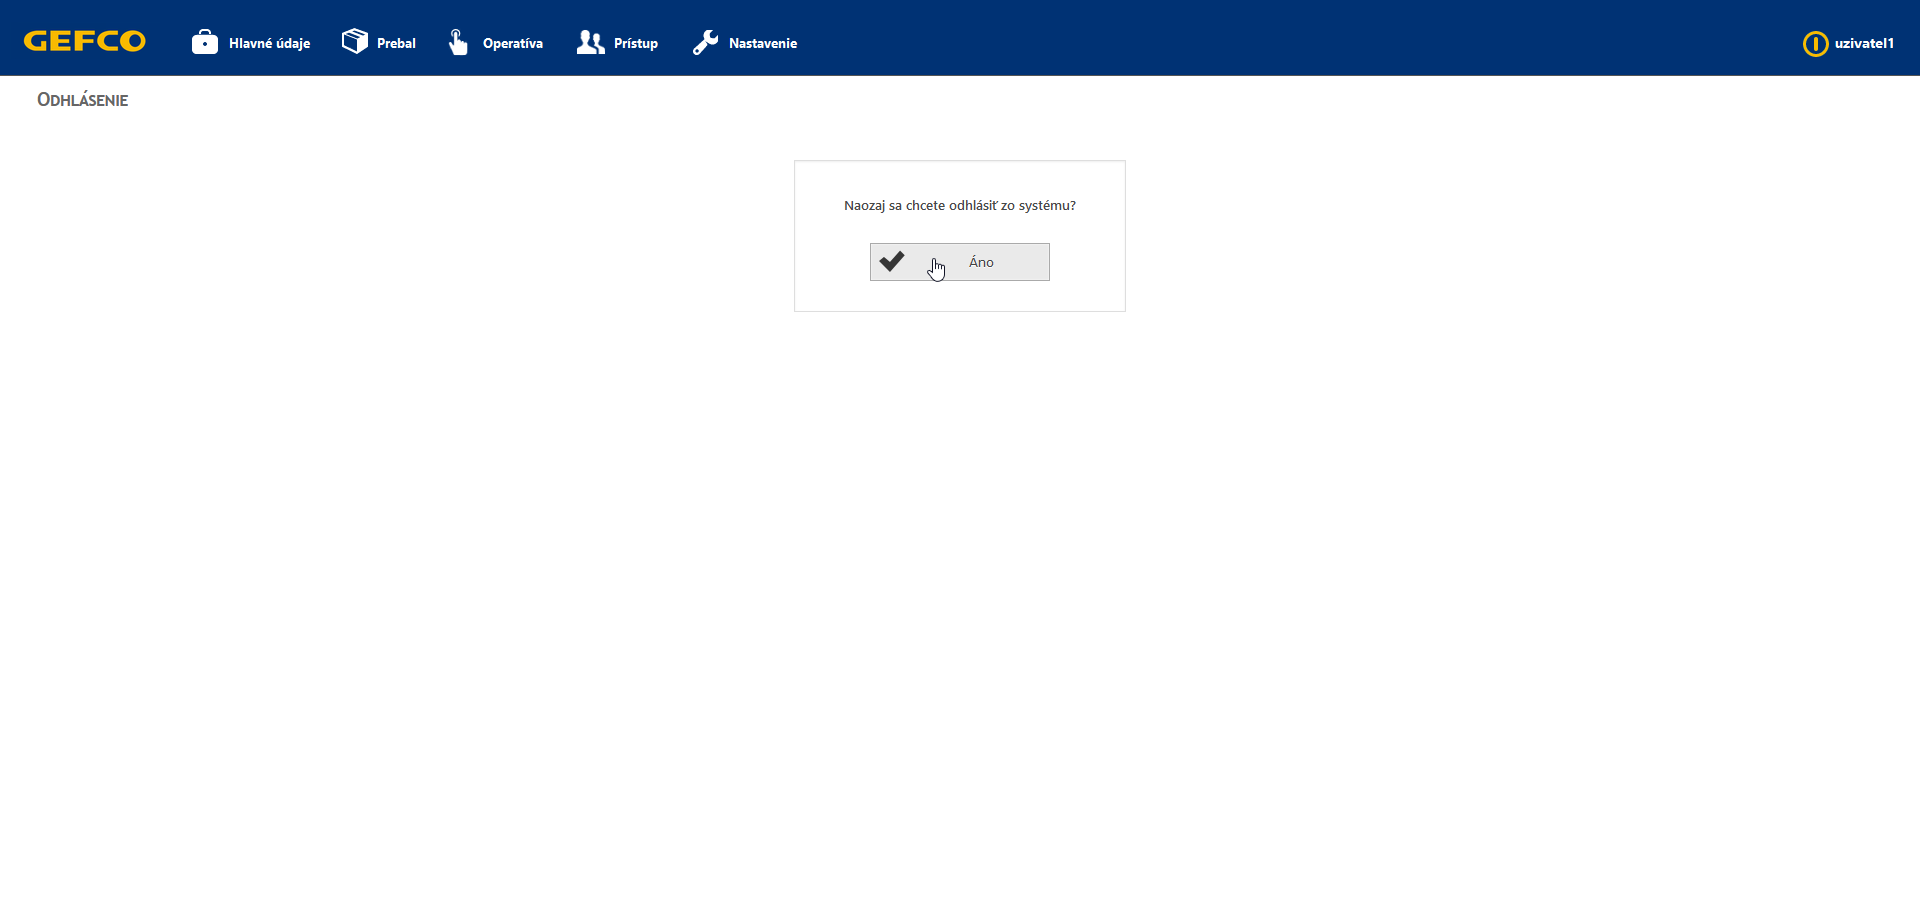 GEFCO
Hlavné údaje
Prebal
Operatíva
Prístup
Nastavenie
uzivatel1
Odhlásenie
Naozaj sa chcete odhlásiť zo systému?
Áno